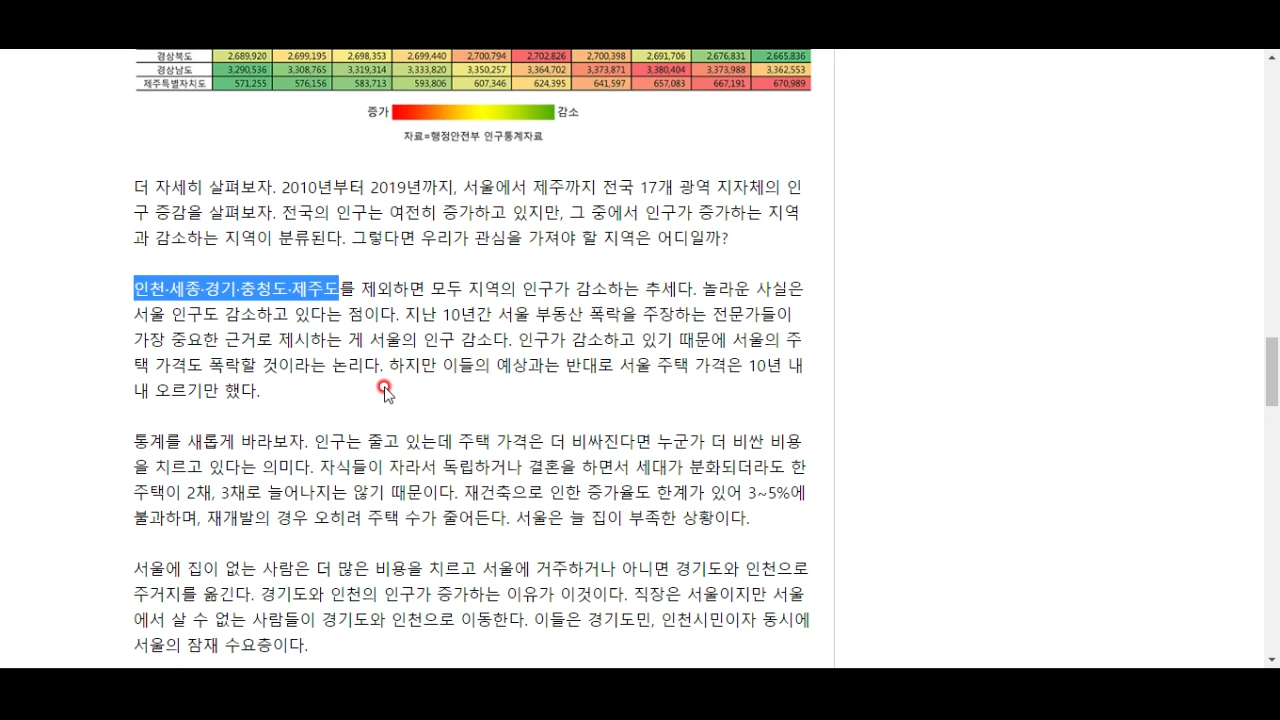 경상북도 2,689,920 2,699,195 2,698,353 2,699,440 2,700,794 2,702,826 2,700,398 2,691,706 2,676,831 2,665,836
경상남도 3,290,536 3,308,765 3,319,314 3,333,820 3,350,257 3,364,702 3,373,871 3,380,404 3,373,988 3,362,553
제주특별자치도 571,255 576,156 583,713 593,806 607,346 624,395 641,597 657,083 667,191 670,989
증가 감소
자료=행정안전부 인구통계자료
더 자세히 살펴보자. 2010년부터 2019년까지, 서울에서 제주까지 전국 17개 광역 지자체의 인
구 증감을 살펴보자. 전국의 인구는 여전히 증가하고 있지만, 그 중에서 인구가 증가하는 지역
과 감소하는 지역이 분류된다. 그렇다면 우리가 관심을 가져야 할 지역은 어디일까?
인천·세종·경기·충청도·제주도를 제외하면 모두 지역의 인구가 감소하는 추세다. 놀라운 사실은
서울 인구도 감소하고 있다는 점이다. 지난 10년간 서울 부동산 폭락을 주장하는 전문가들이
가장 중요한 근거로 제시하는 게 서울의 인구 감소다. 인구가 감소하고 있기 때문에 서울의 주
택 가격도 폭락할 것이라는 논리다. 하지만 이들의 예상과는 반대로 서울 주택 가격은 10년 내
내 오르기만 했다.
통계를 새롭게 바라보자. 인구는 줄고 있는데 주택 가격은 더 비싸진다면 누군가 더 비싼 비용
을 치르고 있다는 의미다. 자식들이 자라서 독립하거나 결혼을 하면서 세대가 분화되더라도 한
주택이 2채, 3채로 늘어나지는 않기 때문이다. 재건축으로 인한 증가율도 한계가 있어 3~5%에
불과하며, 재개발의 경우 오히려 주택 수가 줄어든다. 서울은 늘 집이 부족한 상황이다.
서울에 집이 없는 사람은 더 많은 비용을 치르고 서울에 거주하거나 아니면 경기도와 인천으로
주거지를 옮긴다. 경기도와 인천의 인구가 증가하는 이유가 이것이다. 직장은 서울이지만 서울
에서 살 수 없는 사람들이 경기도와 인천으로 이동한다. 이들은 경기도민, 인천시민이자 동시에
서울의 잠재 수요층이다.